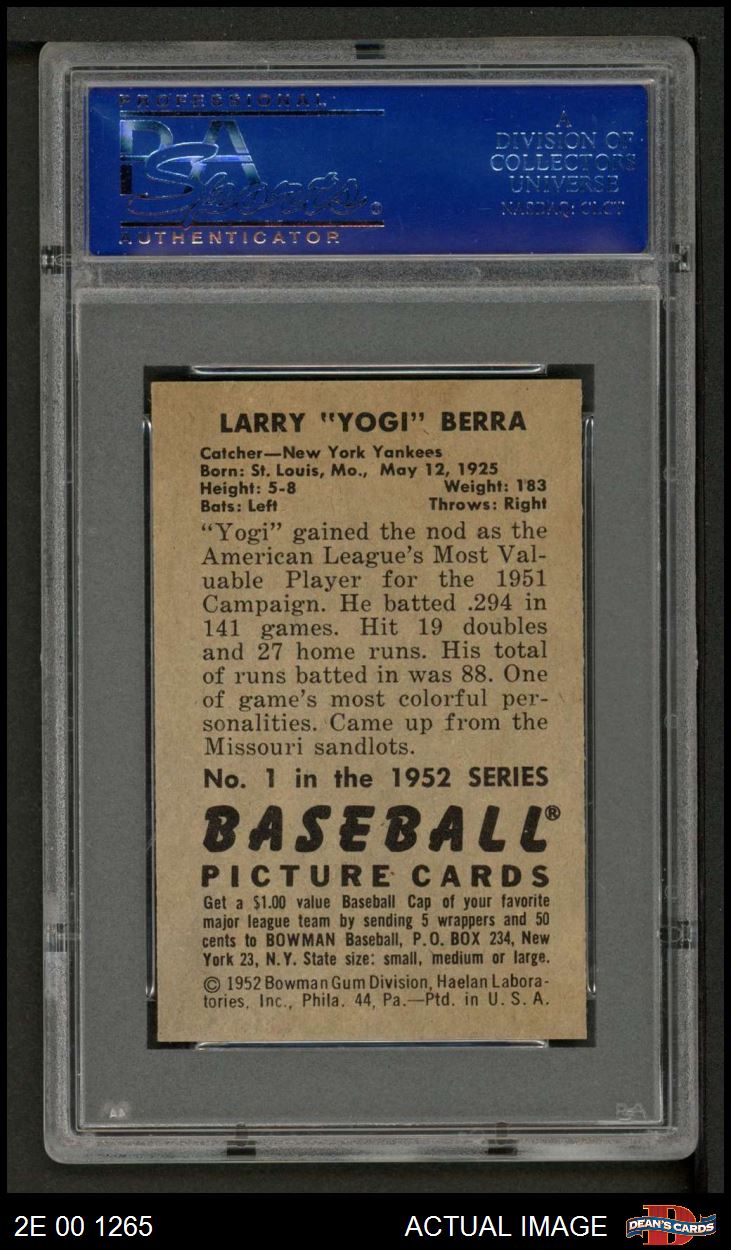 PROFESSIONAL
PSA
Sports®
AUTHENTICATOR
A
DIVISION OF
COLLECTORS
UNIVERSE
NASDAQ: CLCT
LARRY "YOGI" BERRA
Catcher—New York Yankees
Born: St. Louis, Mo., May 12, 1925
Height: 5-8 Weight: 183
Bats: Left Throws: Right
"Yogi" gained the nod as the
American League's Most Val-
uable Player for the 1951
Campaign. He batted .294 in
141 games. Hit 19 doubles
and 27 home runs. His total
of runs batted in was 88. One
of game's most colorful per-
sonalities. Came up from the
Missouri sandlots.
No. 1 in the 1952 SERIES
BASEBALL®
PICTURE CARDS
Get a $1.00 value Baseball Cap of your favorite
major league team by sending 5 wrappers and 50
cents to BOWMAN Baseball, P.O. BOX 234, New
York 23, N.Y. State size: small, medium or large.
© 1952 Bowman Gum Division, Haelan Labora-
tories, Inc., Phila. 44, Pa.—Ptd. in U. S. A.
PSA
2E 00 1265 ACTUAL IMAGE DEAN'S CARDS